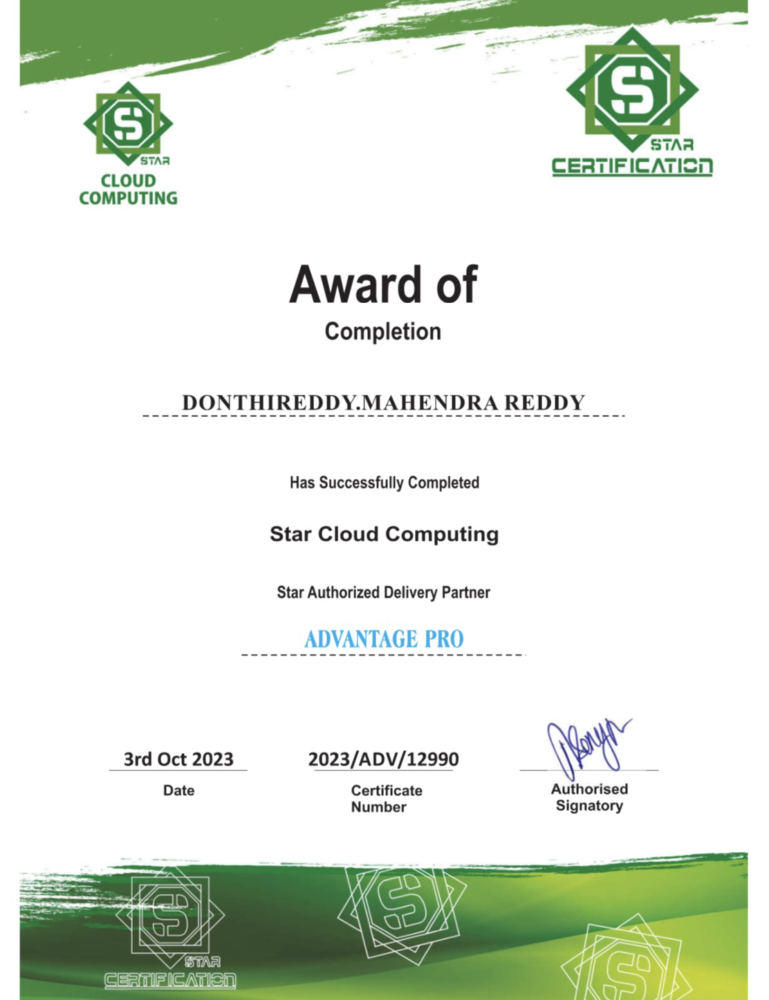 STAR
CLOUD
COMPUTING
STAR
CERTIFICATION
Award of
Completion
DONTHIREDDY.MAHENDRA REDDY
Has Successfully Completed
Star Cloud Computing
Star Authorized Delivery Partner
ADVANTAGE PRO
3rd Oct 2023
Date
2023/ADV/12990
Certificate
Number
Authorised
Signatory
STAR
CERTIFICATION